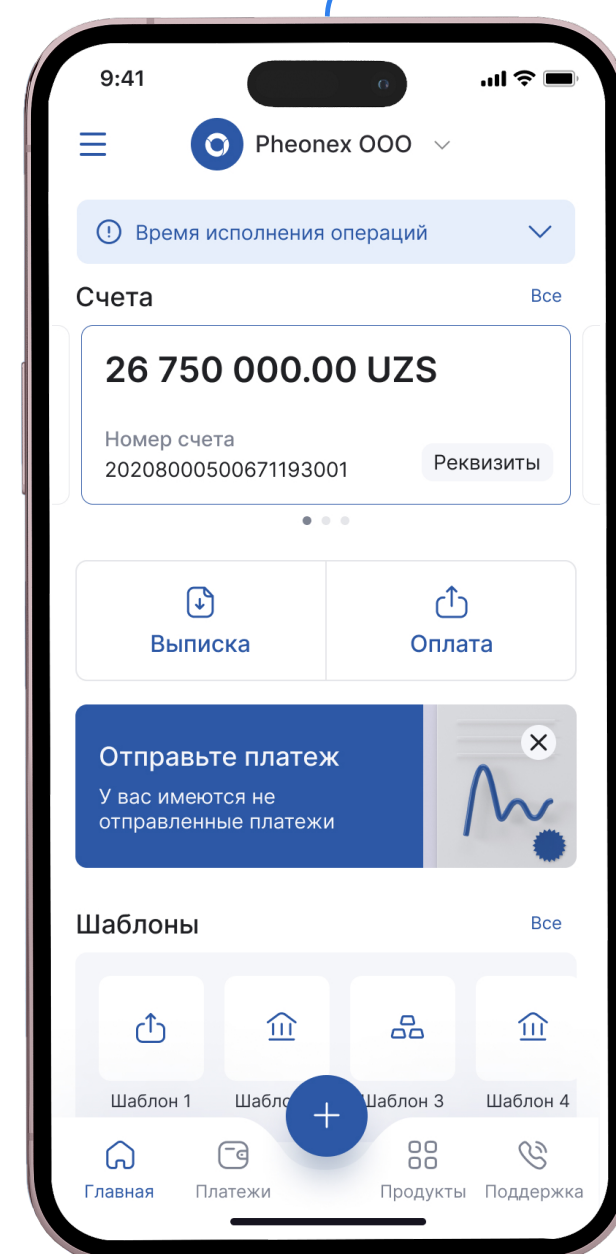 9:41
Pheonex ООО
Время исполнения операций
Счета
Все
26 750 000.00 UZS
Номер счета
20208000500671193001
Реквизиты
Выписка
Оплата
Отправьте платеж
У вас имеются не
отправленные платежи
Шаблоны
Все
Шаблон 1
Шабло
Шаблон 3
Шаблон 4
Главная
Платежи
Продукты
Поддержка